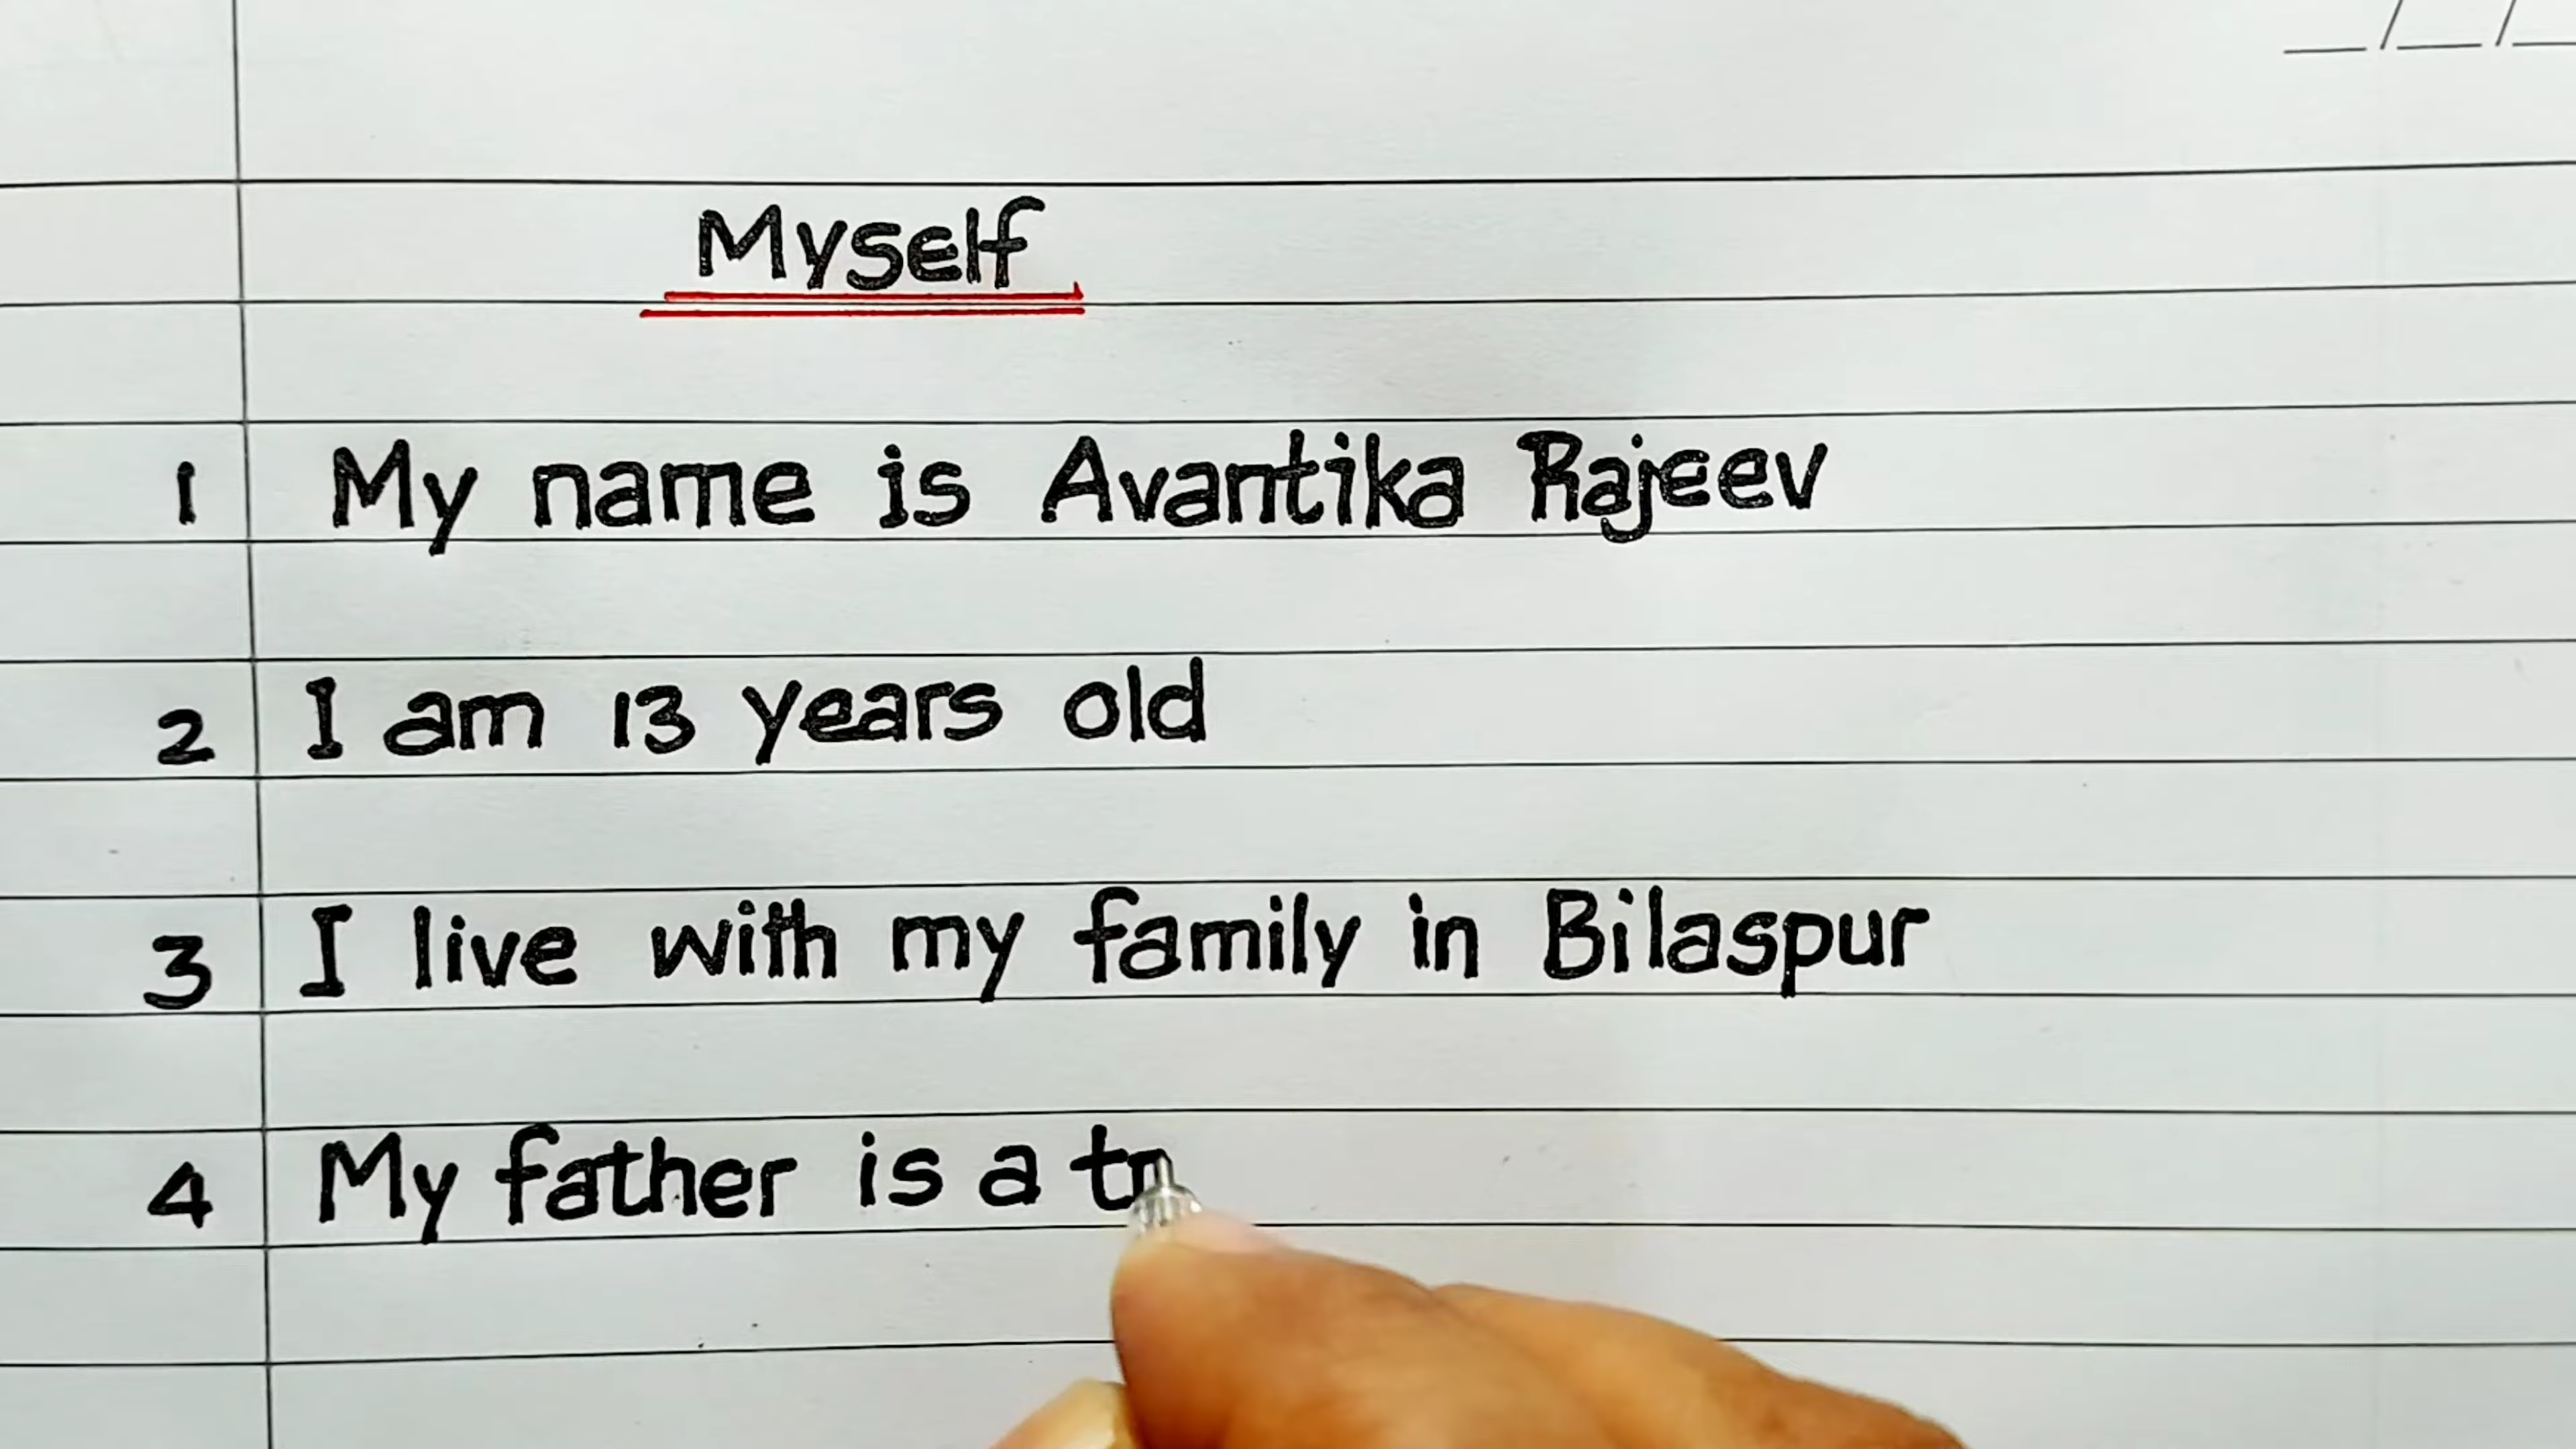 Myself
1 My name is Avantika Rajeev
2 I am 13 years old
3 I live with my family in Bilaspur
4 My father is a